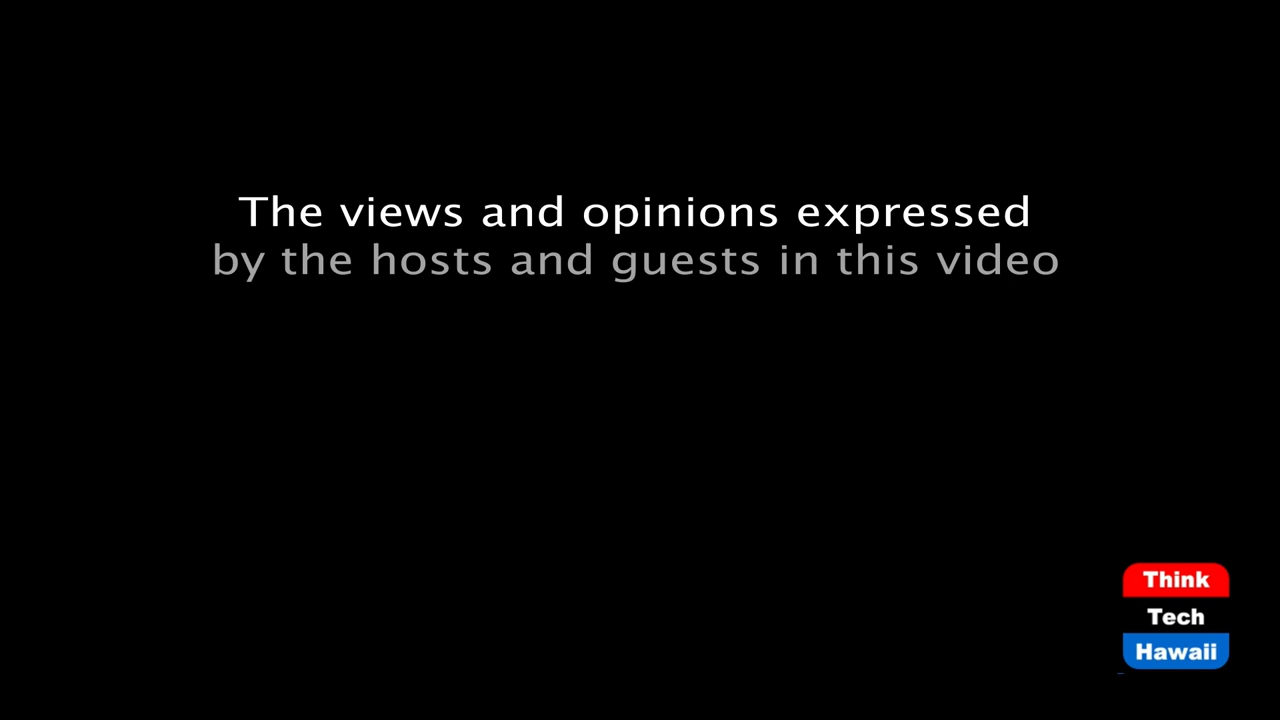 The views and opinions expressed
by the hosts and guests in this video
Think
Tech
Hawaii